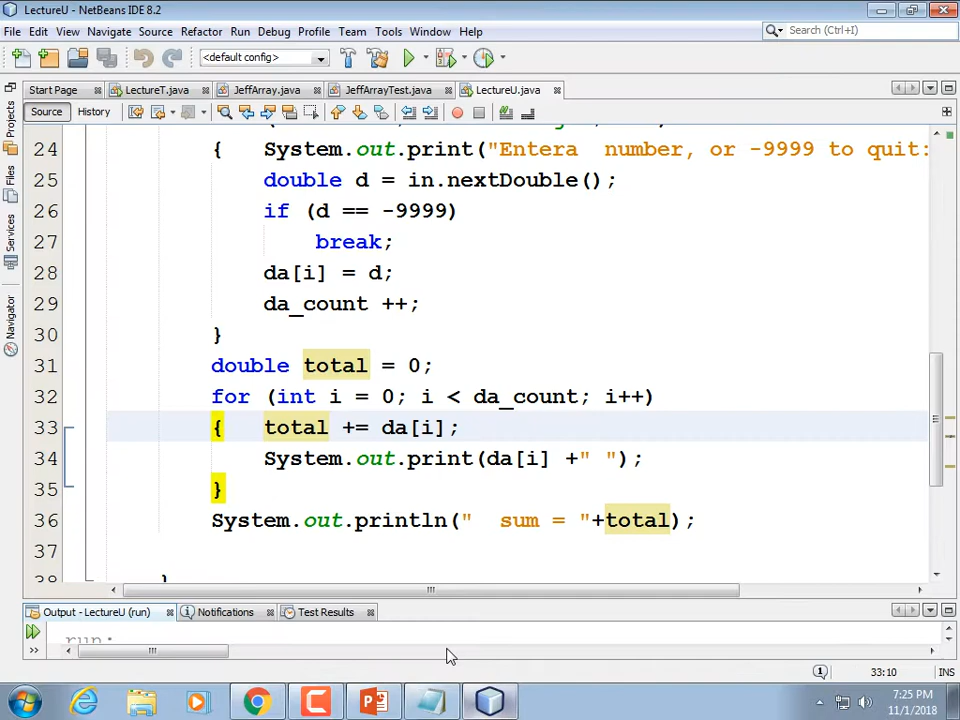 LectureU - NetBeans IDE 8.2
File Edit View Navigate Source Refactor Run Debug Profile Team Tools Window Help
Search (Ctrl+I)
<default config>
Start Page LectureT.java JeffArray.java JeffArrayTest.java LectureU.java
Source History
Projects
Files
Services
Navigator
24 { System.out.print("Entera number, or -9999 to quit:
25 double d = in.nextDouble();
26 if (d == -9999)
27 break;
28 da[i] = d;
29 da_count ++;
30 }
31 double total = 0;
32 for (int i = 0; i < da_count; i++)
33 { total += da[i];
34 System.out.print(da[i] +" ");
35 }
36 System.out.println(" sum = "+total);
37
38 }
Output - LectureU (run) Notifications Test Results
run:
33:10 INS
7:25 PM
11/1/2018